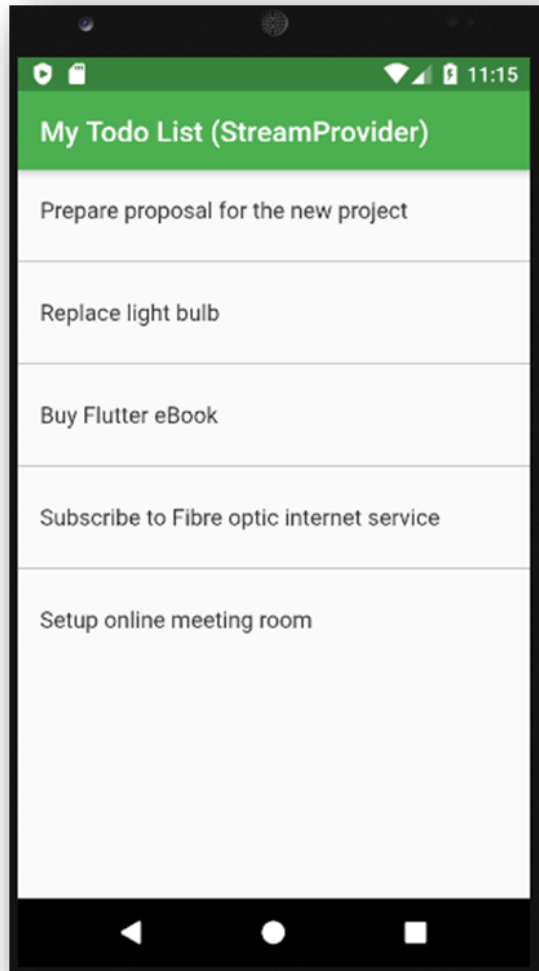 11:15
My Todo List (StreamProvider)
Prepare proposal for the new project
Replace light bulb
Buy Flutter eBook
Subscribe to Fibre optic internet service
Setup online meeting room